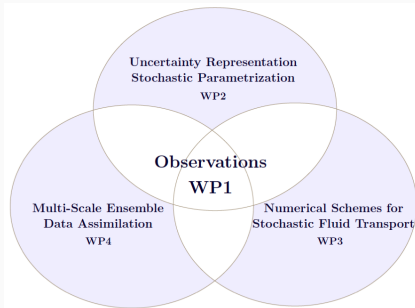 Uncertainty Representation
Stochastic Parametrization
WP2
Observations
WP1
Multi-Scale Ensemble
Data Assimilation
WP4
Numerical Schemes for
Stochastic Fluid Transport
WP3